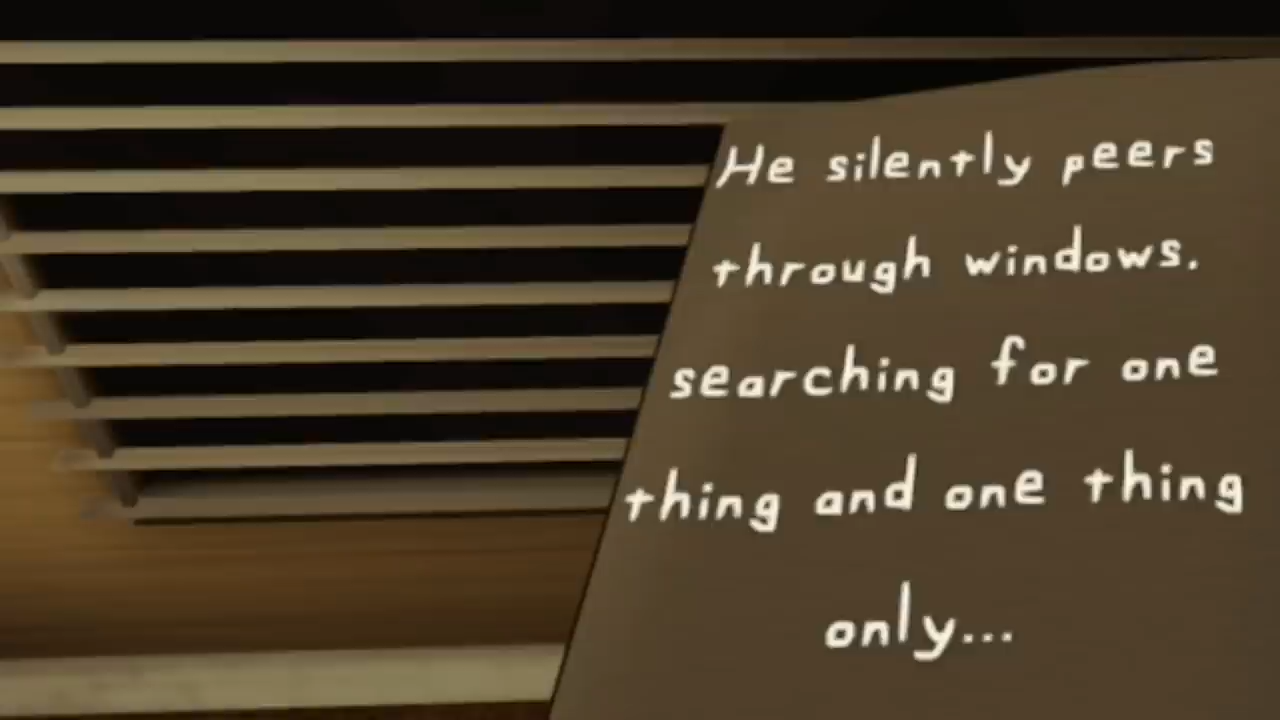 He silently peers
through windows.
searching for one
thing and one thing
only...